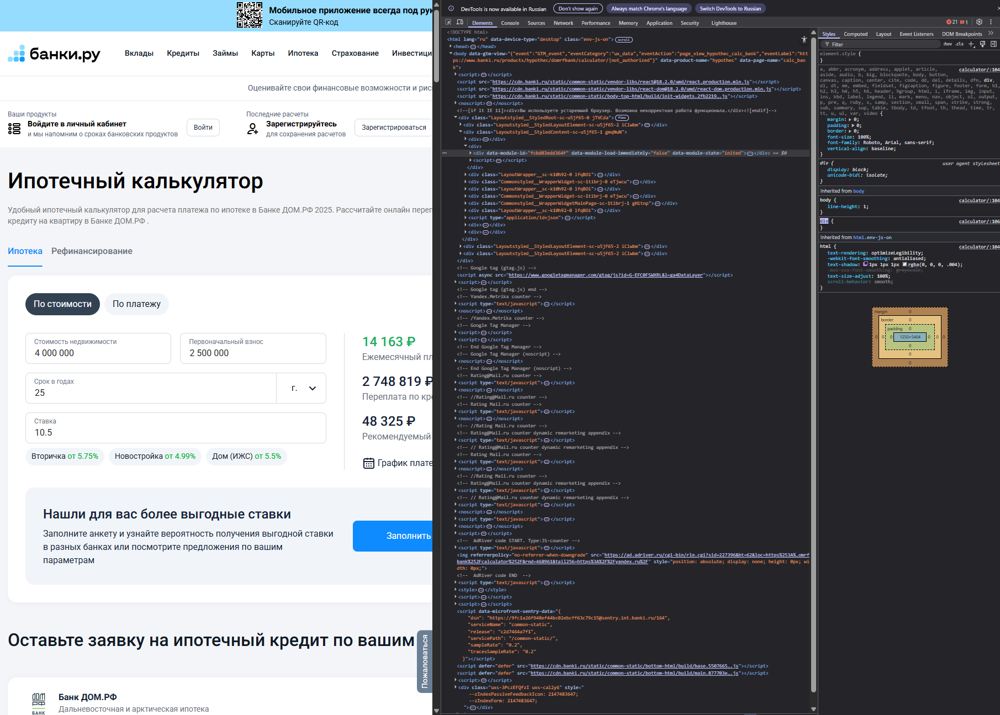 Мобильное приложение всегда под рук
Сканируйте QR-код
банки.ру
Вклады Кредиты Займы Карты Ипотека Страхование Инвестици
Оценивайте свои финансовые возможности и риск
Ваши продукты
Войдите в личный кабинет
и мы напомним о сроках банковских продуктов
Войти
Последние расчеты
Зарегистрируйтесь
для сохранения расчетов
Зарегистрироваться
Ипотечный калькулятор
Удобный ипотечный калькулятор для расчета платежа по ипотеке в Банке ДОМ.РФ 2025. Рассчитайте онлайн переп
кредиту на квартиру в Банке ДОМ.РФ .
Ипотека Рефинансирование
По стоимости По платежу
Стоимость недвижимости
4 000 000
Первоначальный взнос
2 500 000
Срок в годах
25
г.
Ставка
10.5
Вторичка от 5.75% Новостройка от 4.99% Дом (ИЖС) от 5.5%
14 163 ₽
Ежемесячный пл
2 748 819 ₽
Переплата по кре
48 325 ₽
Рекомендуемый
График плате
Нашли для вас более выгодные ставки
Заполните анкету и узнайте вероятность получения выгодной ставки
в разных банках или посмотрите предложения по вашим
параметрам
Заполнить
Оставьте заявку на ипотечный кредит по вашим
Пожаловаться
БАНК
Банк ДОМ.РФ
Дальневосточная и арктическая ипотека
DevTools is now available in Russian Don't show again Always match Chrome's language Switch DevTools to Russian
Elements Console Sources Network Performance Memory Application Security Lighthouse 21 1
<!DOCTYPE html>
<html lang="ru" data-device-type="desktop" class="env-js-on"> scroll
<head> </head>
<body data-gtm-view="{"event":"GTM_event","eventCategory":"ux_data","eventAction":"page_view_hypothec_calc_bank","eventLabel":"htt
ps://www.banki.ru/products/hypothec/domrfbank/calculator/|not_authorized"}" data-product-name="hypothec" data-page-name="calc_ban
k">
<script> </script>
<script src="https://cdn.banki.ru/static/common-static/vendor-libs/react@18.2.0/umd/react.production.min.js"></script>
<script src="https://cdn.banki.ru/static/common-static/vendor-libs/react-dom@18.2.0/umd/react-dom.production.min.js"></script>
<script src="https://cdn.banki.ru/static/common-static/body-top-html/build/init-widgets.2fb2219….js"></script>
<noscript> </noscript>
<!--[if lt IE 11]><div>Вы используете устаревший браузер. Возможна некорректная работа функционала.</div><![endif]-->
<div class="Layoutstyled__StyledRoot-sc-u5jf65-0 jTVCda"> flex
<div class="Layoutstyled__StyledLayoutElement-sc-u5jf65-2 iClwbm"> </div>
<div class="Layoutstyled__StyledContent-sc-u5jf65-1 gmqNuN">
<div> </div>
<div>
<div data-module-id="fcbd03edd364f" data-module-load-immediately="false" data-module-state="inited"> </div> == $0
<script> </script>
</div>
<div class="LayoutWrapper__sc-k10h92-0 lfqBOi"> </div>
<div class="Commonstyled__WrapperWidget-sc-1tibrj-0 eTjwcu"> </div>
<div class="LayoutWrapper__sc-k10h92-0 lfqBOi"> </div>
<div class="Commonstyled__WrapperWidget-sc-1tibrj-0 eTjwcu"> </div>
<div class="Commonstyled__WrapperWidgetMainPage-sc-1tibrj-1 gHitnp"> </div>
<div class="LayoutWrapper__sc-k10h92-0 lfqBOi"> </div>
<script type="application/ld+json"> </script>
<div> </div>
<div> </div>
</div>
<div class="Layoutstyled__StyledLayoutElement-sc-u5jf65-2 iClwbm"> </div>
<div class="Layoutstyled__StyledLayoutElement-sc-u5jf65-2 iClwbm"> </div>
</div>
<!-- Google tag (gtag.js) -->
<script async src="https://www.googletagmanager.com/gtag/js?id=G-EFC0FSWXRL&l=ga4DataLayer"></script>
<script> </script>
<!-- Google tag (gtag.js) end -->
<!-- Yandex.Metrika counter -->
<script type="text/javascript"> </script>
<noscript> </noscript>
<!-- /Yandex.Metrika counter -->
<!-- Google Tag Manager -->
<script> </script>
<script> </script>
<!-- End Google Tag Manager -->
<!-- Google Tag Manager (noscript) -->
<noscript> </noscript>
<!-- End Google Tag Manager (noscript) -->
<!-- Rating@Mail.ru counter -->
<script type="text/javascript"> </script>
<noscript> </noscript>
<!-- //Rating@Mail.ru counter -->
<!-- Rating Mail.ru counter -->
<script type="text/javascript"> </script>
<noscript> </noscript>
<!-- //Rating Mail.ru counter -->
<!-- Rating@Mail.ru counter dynamic remarketing appendix -->
<script type="text/javascript"> </script>
<!-- // Rating@Mail.ru counter dynamic remarketing appendix -->
<!-- Rating Mail.ru counter -->
<script type="text/javascript"> </script>
<noscript> </noscript>
<!-- //Rating Mail.ru counter -->
<!-- Rating@Mail.ru counter dynamic remarketing appendix -->
<script type="text/javascript"> </script>
<!-- // Rating@Mail.ru counter dynamic remarketing appendix -->
<script type="text/javascript"> </script>
<noscript> </noscript>
<script type="text/javascript"> </script>
<noscript> </noscript>
<script> </script>
<!-- AdRiver code START. Type:JS-counter -->
<script type="text/javascript"> </script>
<img referrerpolicy="no-referrer-when-downgrade" src="https://ad.adriver.ru/cgi-bin/rle.cgi?sid=227396&bt=62&loc=https%253A%…omrf
bank%252Fcalculator%252F&rnd=468961&tail256=https%3A%2F%2Fyandex.ru%2F" style="position: absolute; display: none; height: 0px; wi
dth: 0px;">
<!-- AdRiver code END -->
<script type="text/javascript"> </script>
<style> </style>
<script> </script>
<script> </script>
<script data-microfront-sentry-data="{
"dsn": "https://9fc1a26f948ef44bc02ebcff63c79c15@sentry.int.banki.ru/164",
"serviceName": "common-static",
"release": "c2d7464a7f1",
"servicePath": "/common-static/",
"sampleRate": "0.2",
"tracesSampleRate": "0.2"
}"></script>
<script defer="defer" src="https://cdn.banki.ru/static/common-static/bottom-html/build/base.5507665….js"></script>
<script defer="defer" src="https://cdn.banki.ru/static/common-static/bottom-html/build/main.877703e….js"></script>
<script> </script>
<div class="uxs-3PczEFQfzI uxs-cal2y6" style="
--zIndexPassiveFeedbackIcon: 2147483647;
--zIndexForm: 2147483647;
"> </div>
Styles Computed Layout Event Listeners DOM Breakpoints
Filter :hov .cls
element.style {
}
a, abbr, acronym, address, applet, article, calculator/:104
aside, audio, b, big, blockquote, body, button,
canvas, caption, center, cite, code, dd, del, details, dfn, div,
dl, dt, em, embed, fieldset, figcaption, figure, footer, form, h1,
h2, h3, h4, h5, h6, header, hgroup, html, i, iframe, img, input,
ins, kbd, label, legend, li, mark, menu, nav, object, ol, output,
p, pre, q, ruby, s, samp, section, small, span, strike, strong,
sub, summary, sup, table, tbody, td, tfoot, th, thead, time, tr,
tt, u, ul, var, video {
margin: 0;
padding: 0;
border: 0;
font-size: 100%;
font-family: Roboto, Arial, sans-serif;
vertical-align: baseline;
}
div { user agent stylesheet
display: block;
unicode-bidi: isolate;
}
Inherited from body
body { calculator/:104
line-height: 1;
}
div { calculator/:106
}
Inherited from html.env-js-on
html { calculator/:104
text-rendering: optimizeLegibility;
-webkit-font-smoothing: antialiased;
text-shadow: 1px 1px 1px rgba(0, 0, 0, .004);
-moz-osx-font-smoothing: grayscale;
text-size-adjust: 100%;
scroll-behavior: smooth;
}
margin 0
border 0
padding 0
0 0 0 1250×5464 0 0 0
0
0
0